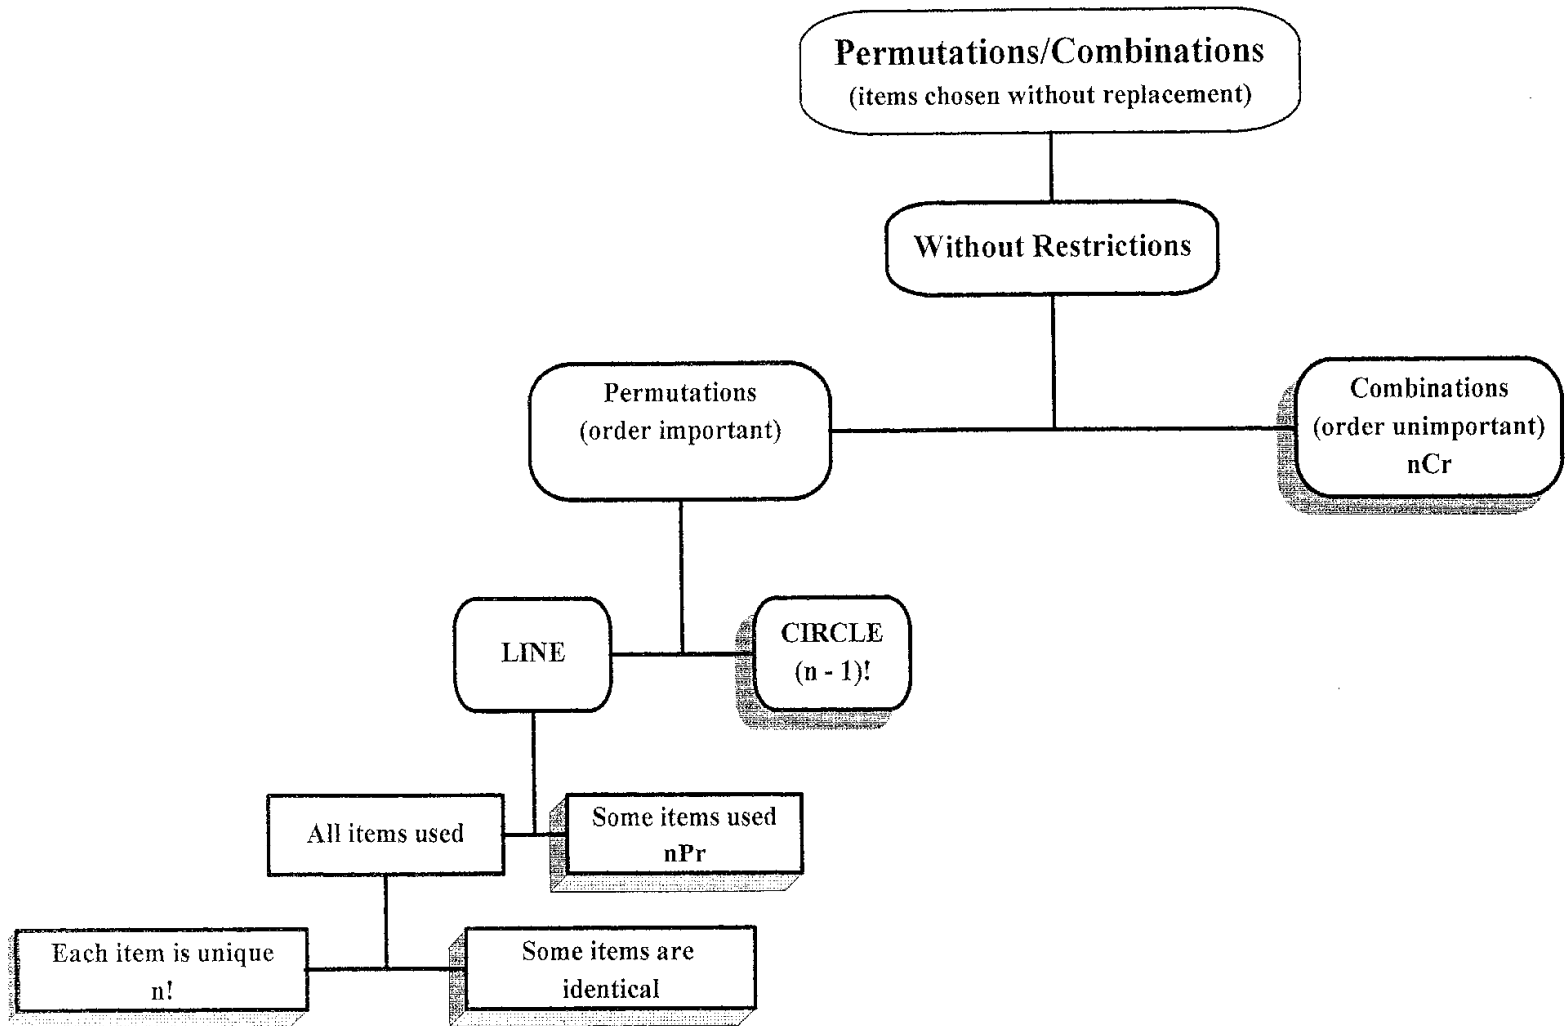 Permutations/Combinations
(items chosen without replacement)
Without Restrictions
Permutations
(order important)
Combinations
(order unimportant)
nCr
LINE
CIRCLE
(n - 1)!
All items used
Some items used
nPr
Each item is unique
n!
Some items are
identical